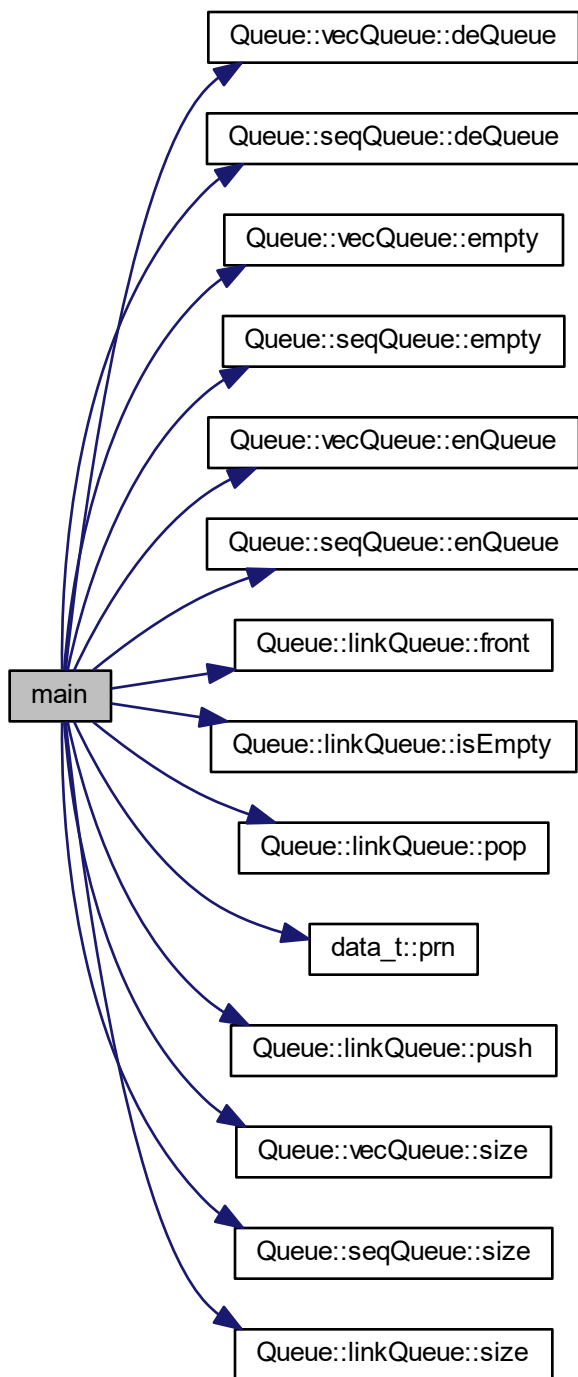 Queue::vecQueue::deQueue
Queue::seqQueue::deQueue
Queue::vecQueue::empty
Queue::seqQueue::empty
Queue::vecQueue::enQueue
Queue::seqQueue::enQueue
Queue::linkQueue::front
main
Queue::linkQueue::isEmpty
Queue::linkQueue::pop
data_t::prn
Queue::linkQueue::push
Queue::vecQueue::size
Queue::seqQueue::size
Queue::linkQueue::size